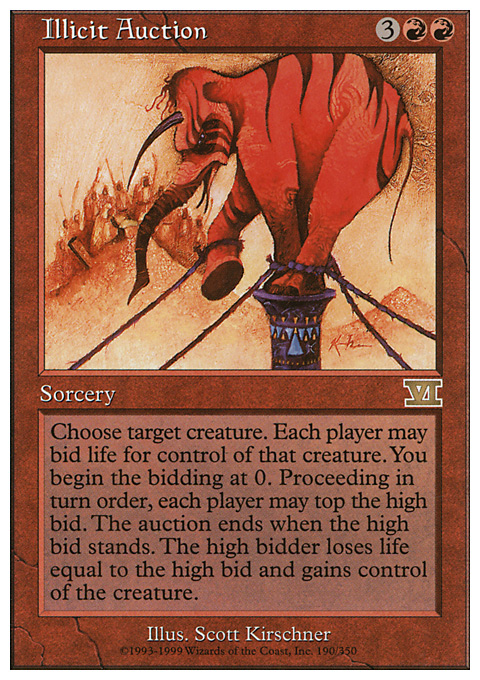 Illicit Auction 3
Sorcery VI
Choose target creature. Each player may
bid life for control of that creature. You
begin the bidding at 0. Proceeding in
turn order, each player may top the high
bid. The auction ends when the high
bid stands. The high bidder loses life
equal to the high bid and gains control
of the creature.
Illus. Scott Kirschner
©1993-1999 Wizards of the Coast, Inc. 190/350